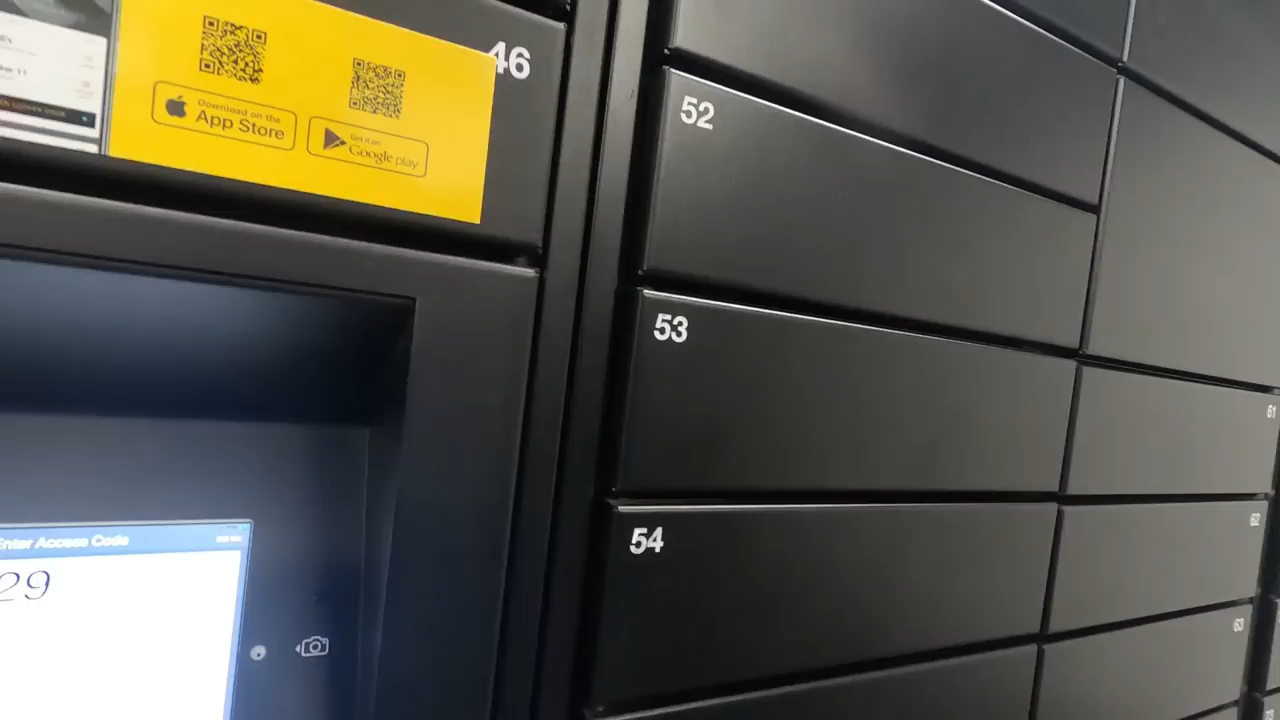 46
Download on the
App Store
Get it on
Google play
52
53
54
61
62
63
Enter Access Code
29